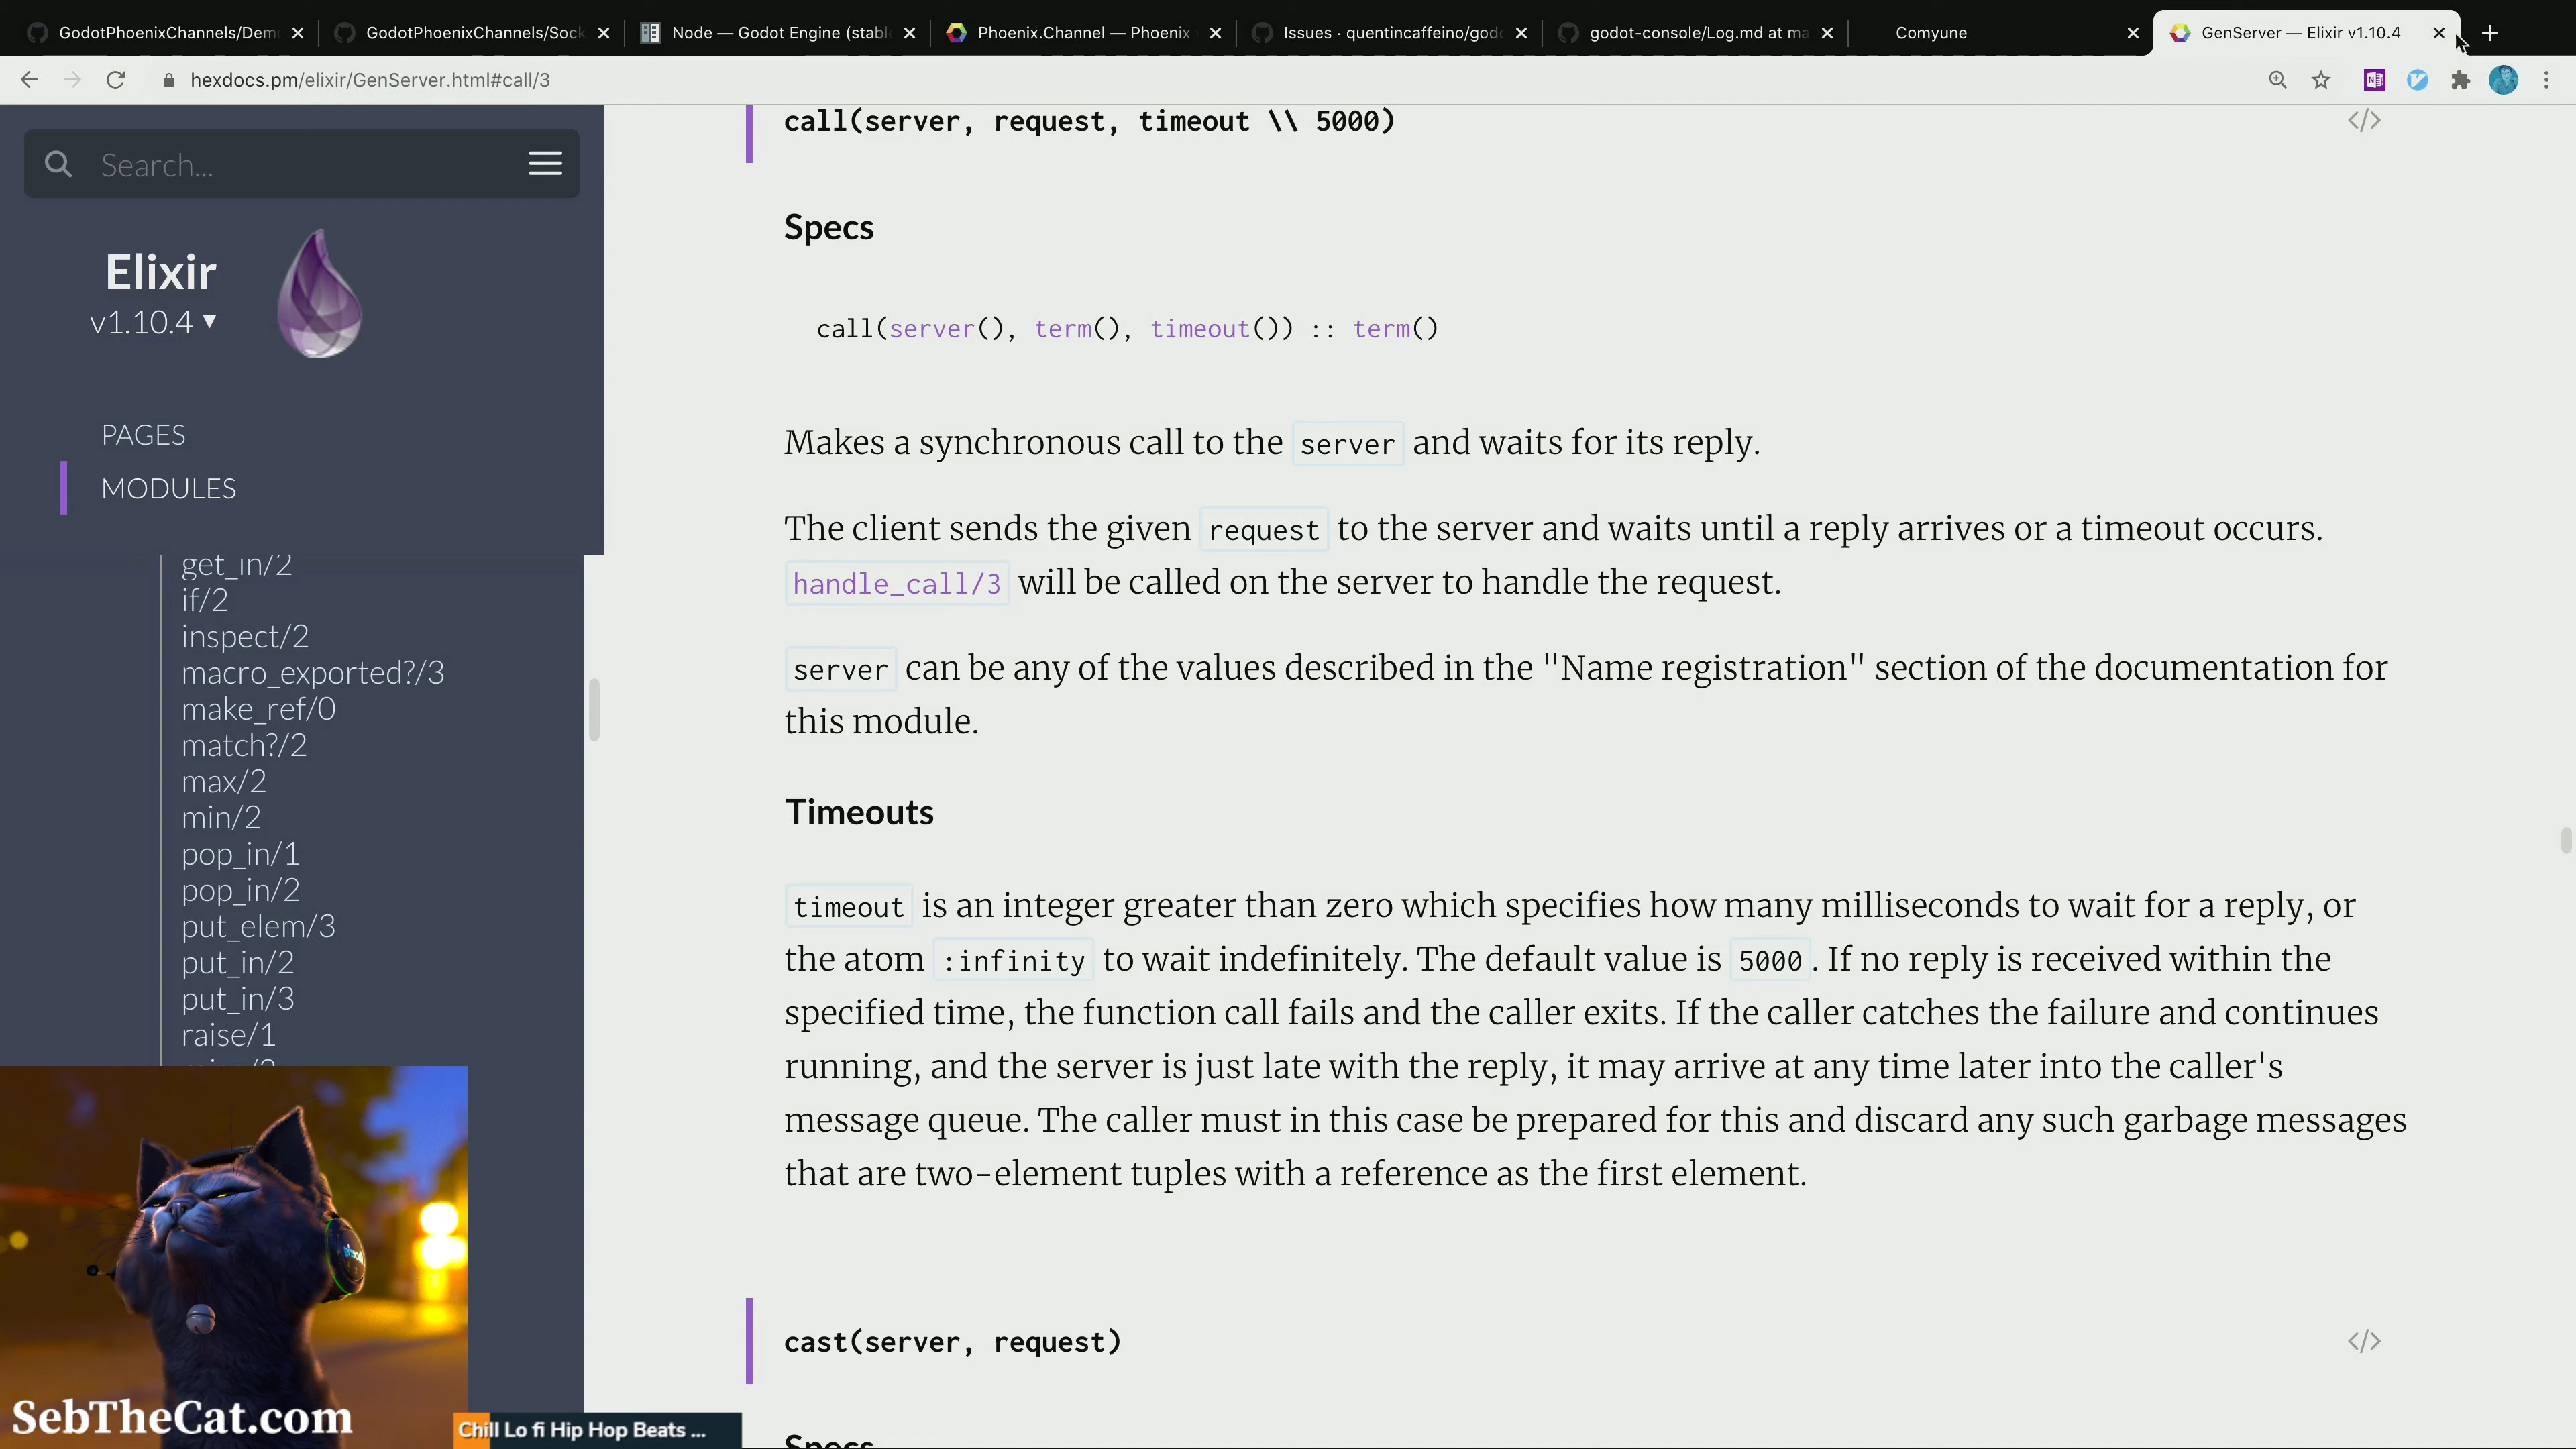 GodotPhoenixChannels/Dem
GodotPhoenixChannels/Sock
Node — Godot Engine (stabl
Phoenix.Channel — Phoenix
Issues · quentincaffeino/god
godot-console/Log.md at ma
Comyune
GenServer — Elixir v1.10.4
hexdocs.pm/elixir/GenServer.html#call/3
Search...
Elixir
v1.10.4
PAGES
MODULES
get_in/2
if/2
inspect/2
macro_exported?/3
make_ref/0
match?/2
max/2
min/2
pop_in/1
pop_in/2
put_elem/3
put_in/2
put_in/3
raise/1
call(server, request, timeout \\ 5000)
</>
Specs
call(server(), term(), timeout()) :: term()
Makes a synchronous call to the server and waits for its reply.
The client sends the given request to the server and waits until a reply arrives or a timeout occurs.
handle_call/3 will be called on the server to handle the request.
server can be any of the values described in the "Name registration" section of the documentation for
this module.
Timeouts
timeout is an integer greater than zero which specifies how many milliseconds to wait for a reply, or
the atom :infinity to wait indefinitely. The default value is 5000. If no reply is received within the
specified time, the function call fails and the caller exits. If the caller catches the failure and continues
running, and the server is just late with the reply, it may arrive at any time later into the caller's
message queue. The caller must in this case be prepared for this and discard any such garbage messages
that are two-element tuples with a reference as the first element.
cast(server, request)
</>
Specs
SebTheCat.com
Chill Lo fi Hip Hop Beats ...